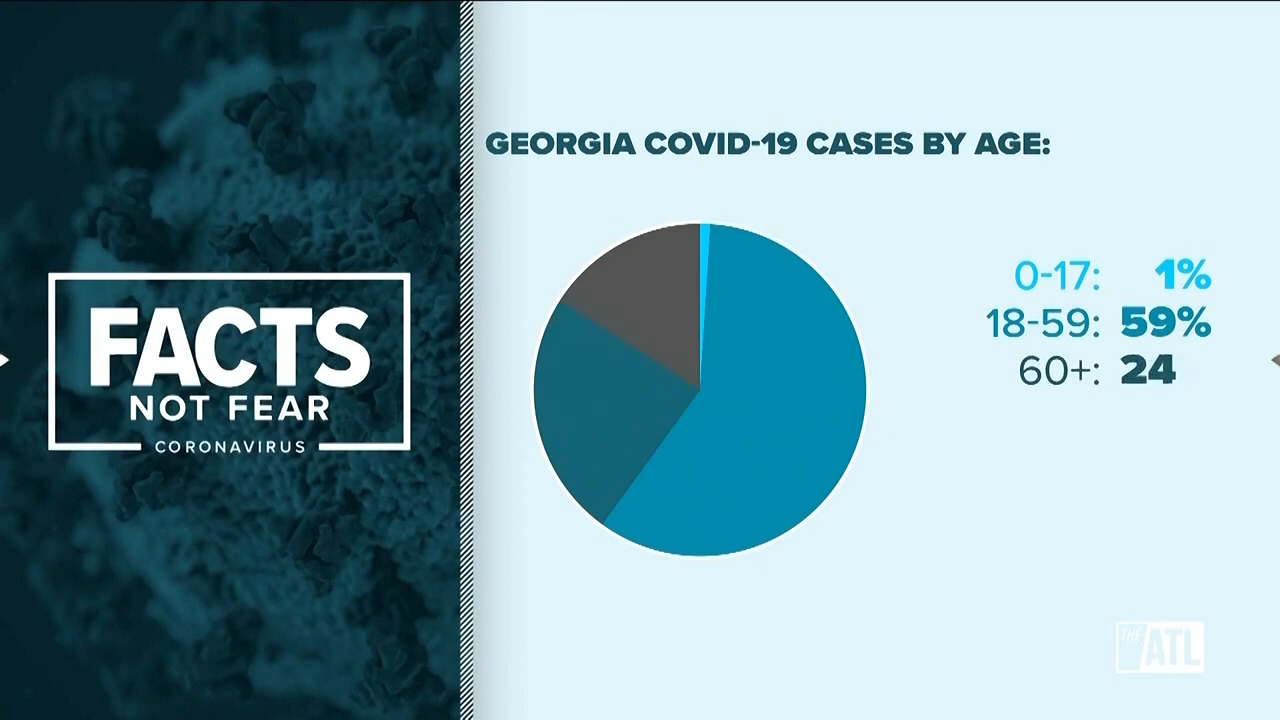 GEORGIA COVID-19 CASES BY AGE:
0-17: 1%
18-59: 59%
60+: 24
FACTS
NOT FEAR
CORONAVIRUS
THE ATL